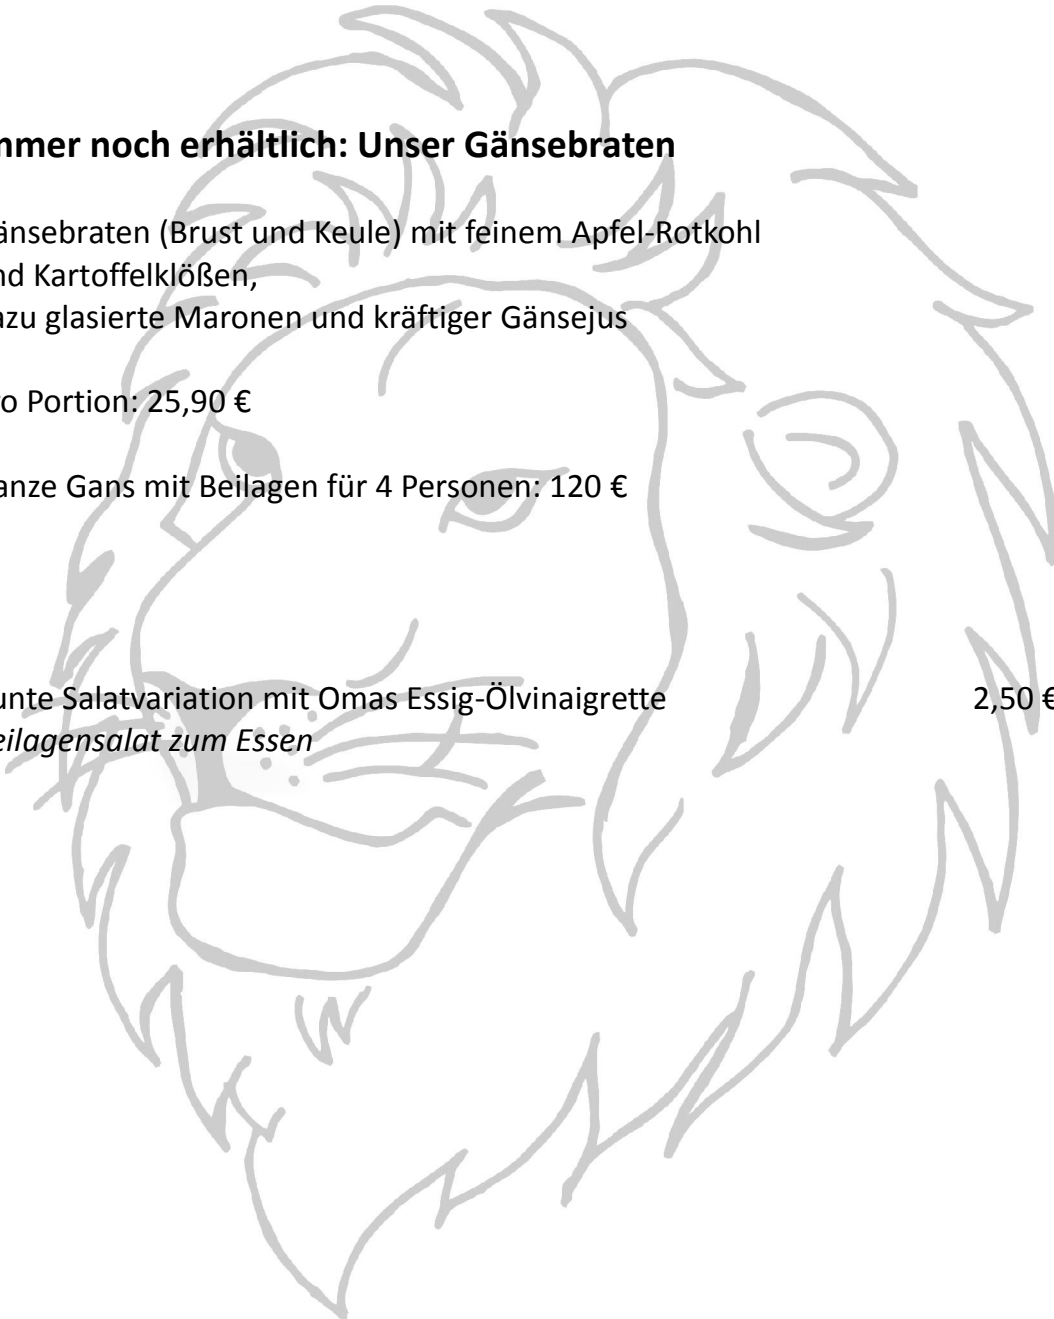 mmer noch erhältlich: Unser Gänsebraten
änsebraten (Brust und Keule) mit feinem Apfel-Rotkohl
nd Kartoffelklößen,
azu glasierte Maronen und kräftiger Gänsejus
ro Portion: 25,90 €
anze Gans mit Beilagen für 4 Personen: 120 €
unte Salatvariation mit Omas Essig-Ölvinaigrette 2,50 €
eilagensalat zum Essen